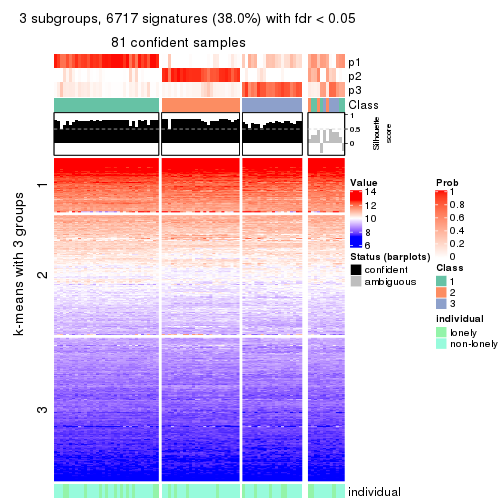 3 subgroups, 6717 signatures (38.0%) with fdr < 0.05
81 confident samples
p1
p2
p3
Class
1
0.5
0
Silhouette
score
k-means with 3 groups
1
2
3
individual
Value
14
12
10
8
6
Status (barplots)
confident
ambiguous
Prob
1
0.8
0.6
0.4
0.2
0
Class
1
2
3
individual
lonely
non-lonely